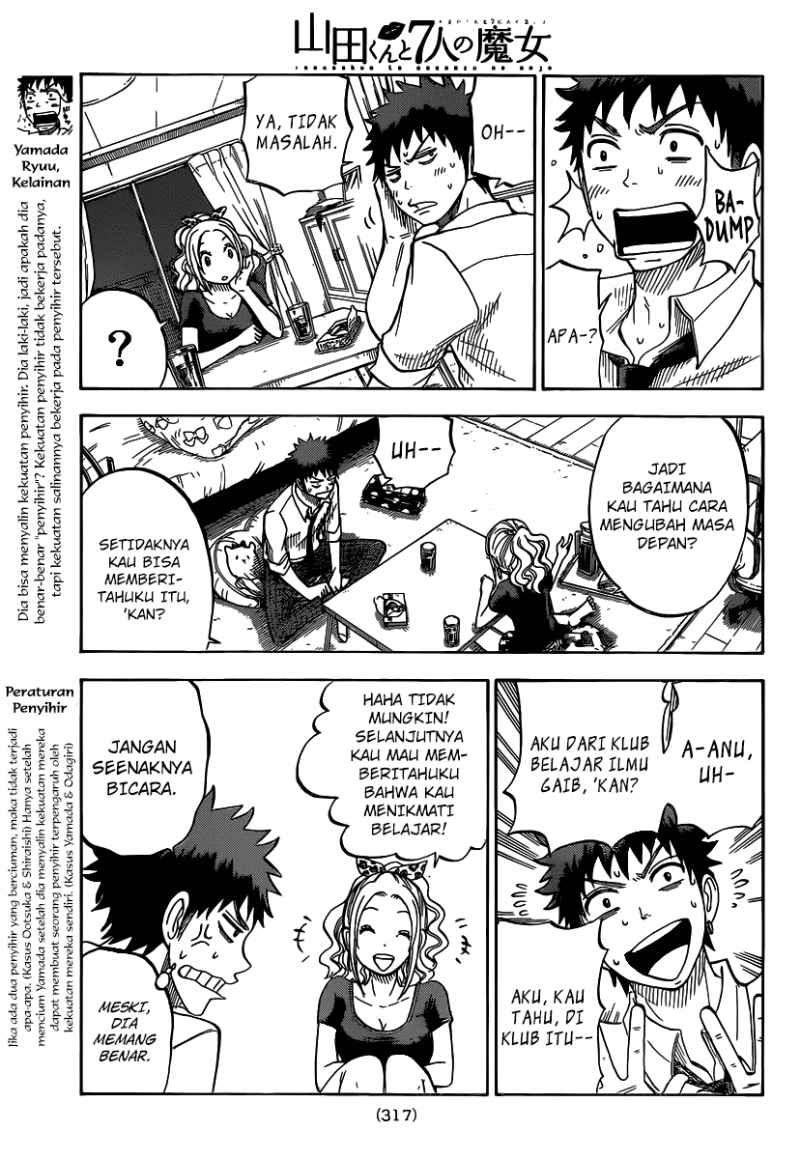 山田くんと7人の魔女
yamadakun to nananin no majo
BA-
DUMP
APA-?
OH--
YA, TIDAK
MASALAH.
?
JADI
BAGAIMANA
KAU TAHU CARA
MENGUBAH MASA
DEPAN?
UH--
SETIDAKNYA
KAU BISA
MEMBERI-
TAHUKU ITU,
'KAN?
A-ANU,
UH-
AKU DARI KLUB
BELAJAR ILMU
GAIB, 'KAN?
AKU, KAU
TAHU, DI
KLUB ITU--
HAHA TIDAK
MUNGKIN!
SELANJUTNYA
KAU MAU MEM-
BERITAHUKU
BAHWA KAU
MENIKMATI
BELAJAR!
JANGAN
SEENAKNYA
BICARA.
MESKI,
DIA
MEMANG
BENAR.
Yamada
Ryuu,
Kelainan
Dia bisa menyalin kekuatan penyihir. Dia laki-laki, jadi apakah dia
benar-benar "penyihir"? Kekuatan penyihir tidak bekerja padanya,
tapi kekuatan salinannya bekerja pada penyihir tersebut.
Peraturan
Penyihir
Jika ada dua penyihir yang berciuman, maka tidak terjadi
apa-apa. (Kasus Ootsuka & Shiraishi) Hanya setelah
mencium Yamada setelah dia menyalin kekuatan mereka
dapat membuat seorang penyihir terpengaruh oleh
kekuatan mereka sendiri. (Kasus Yamada & Odagiri)
(317)